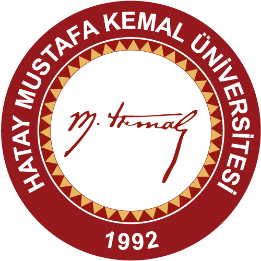 HATAY MUSTAFA KEMAL ÜNİVERSİTESİ
M. Kemal
1992